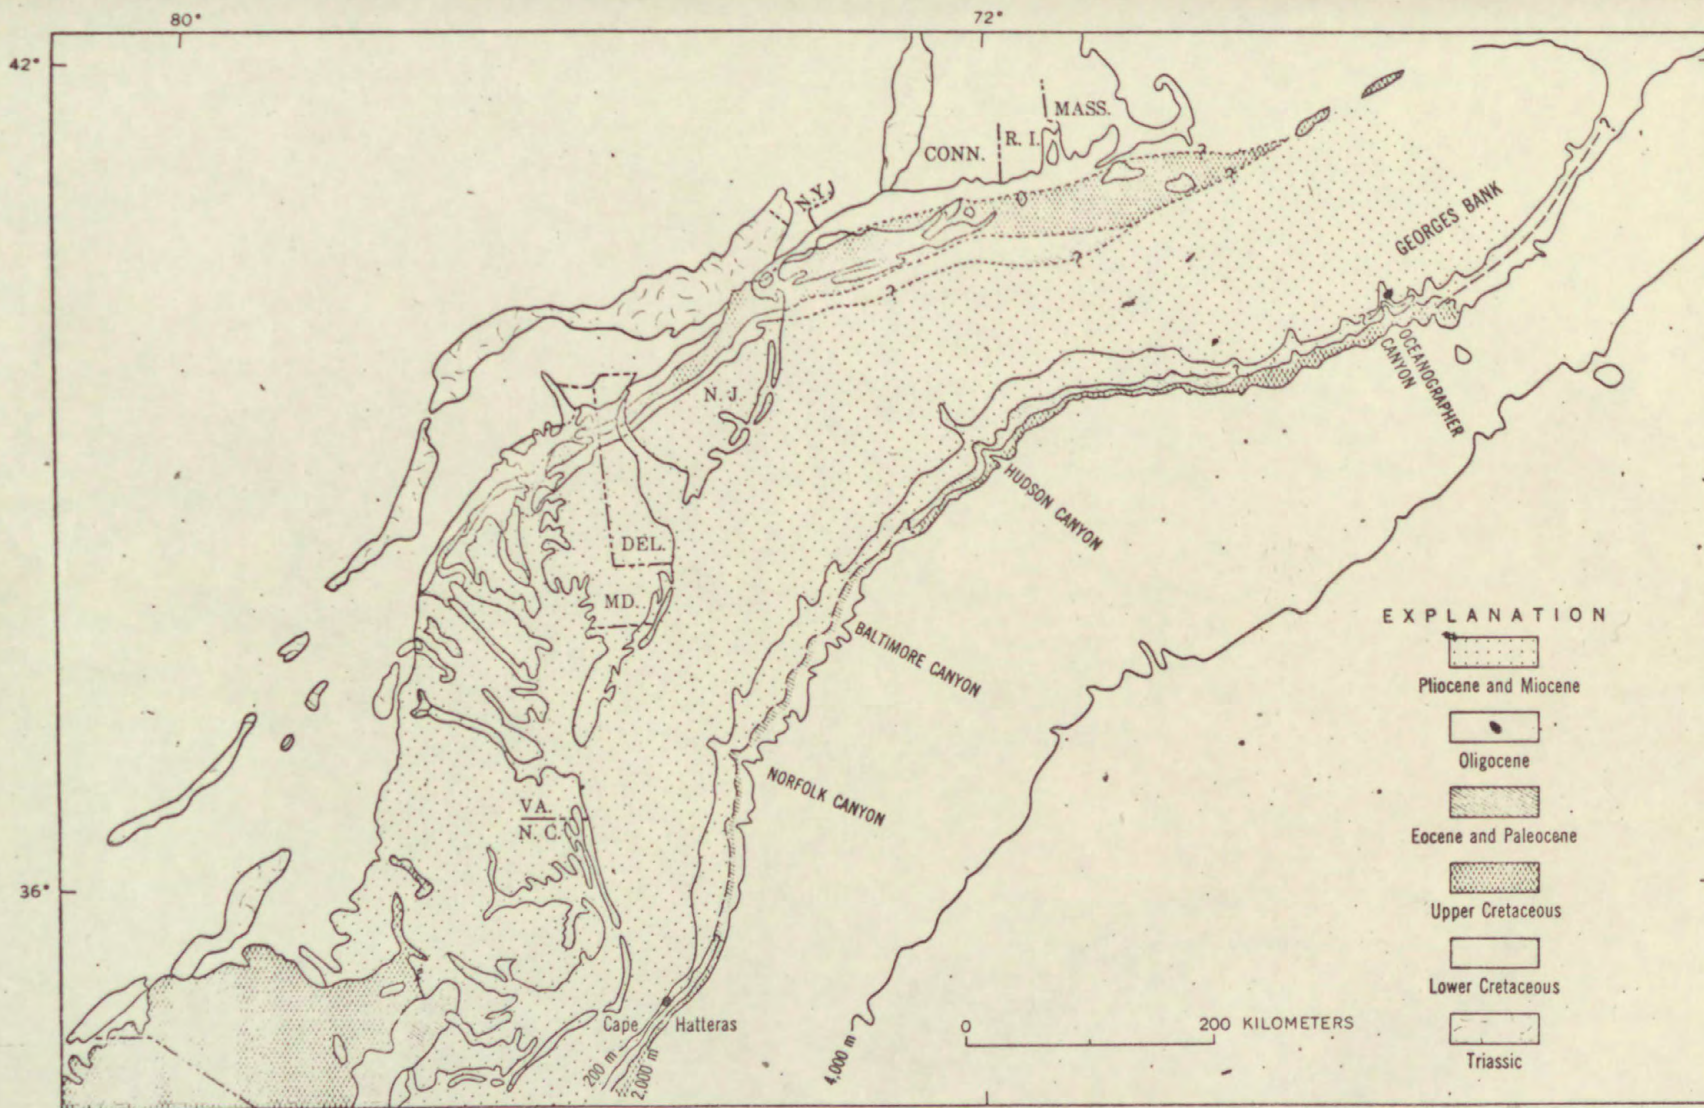 80°
72°
42°
MASS.
R. I.
CONN.
N.Y.
?
?
GEORGES BANK
?
?
?
OCEANOGRAPHER
CANYON
?
N. J.
HUDSON CANYON
DEL.
MD.
BALTIMORE CANYON
NORFOLK CANYON
VA.
N. C.
36°
Cape Hatteras
200 m
2,000 m
4,000 m
0 200 KILOMETERS
EXPLANATION
Pliocene and Miocene
Oligocene
Eocene and Paleocene
Upper Cretaceous
Lower Cretaceous
Triassic